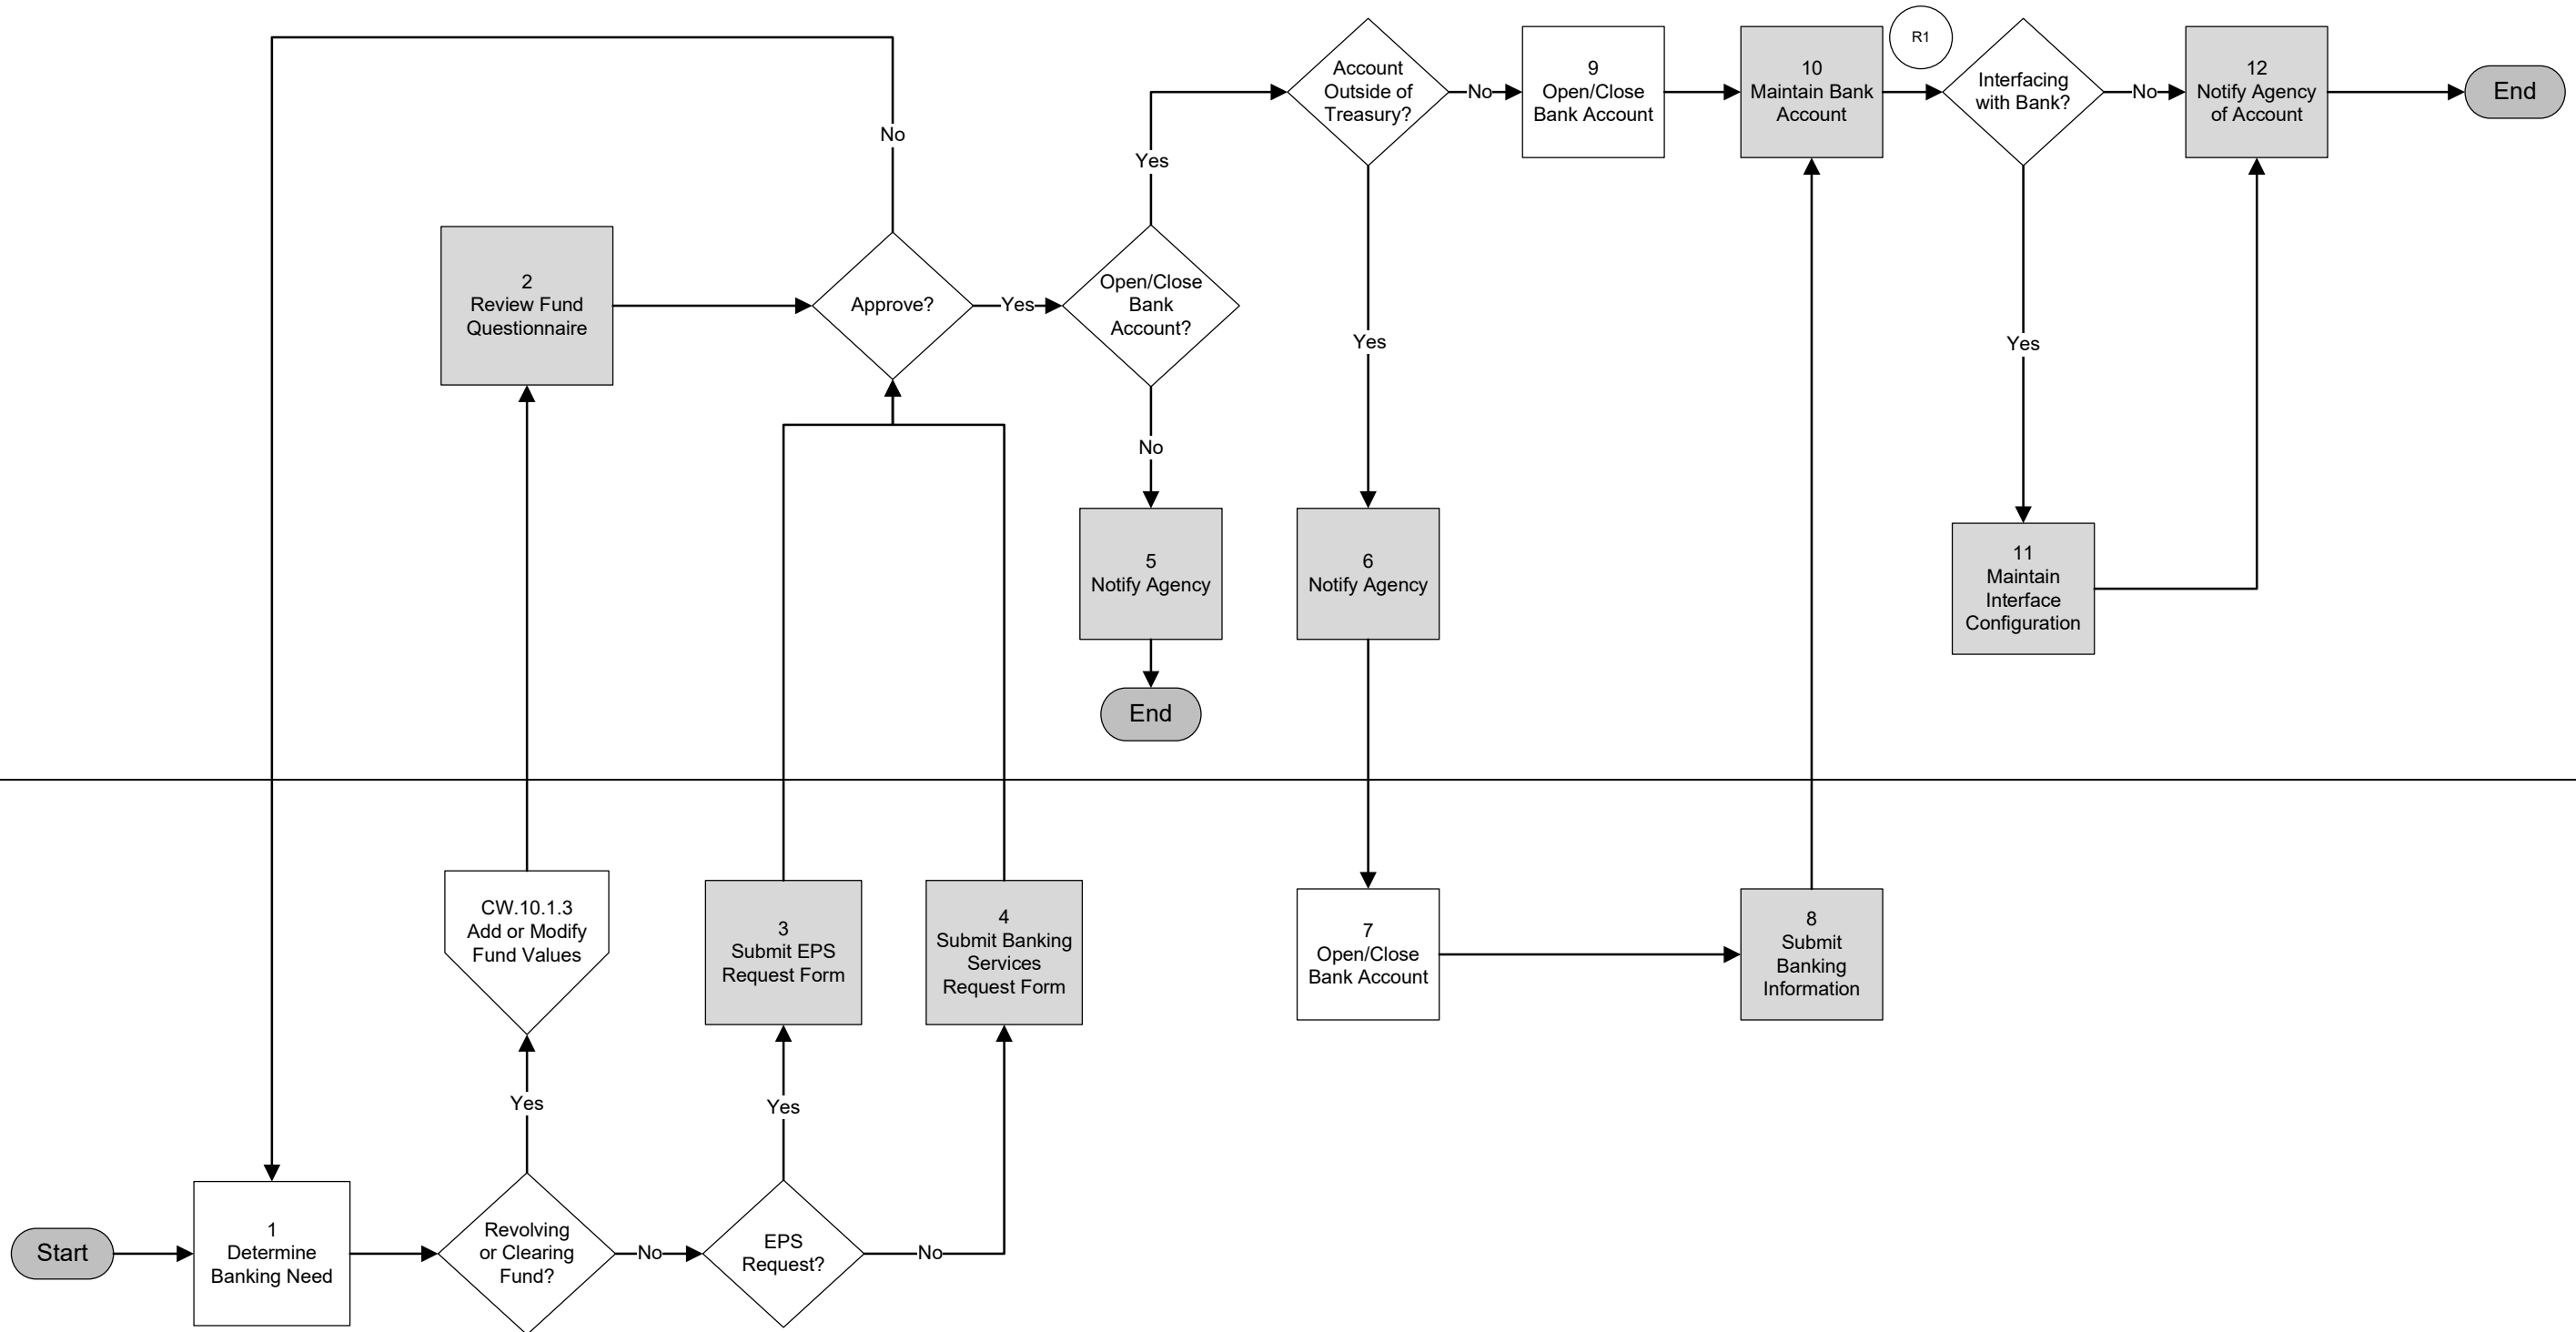 R1
Account
Outside of
Treasury?
No
9
Open/Close
Bank Account
10
Maintain Bank
Account
Interfacing
with Bank?
No
12
Notify Agency
of Account
End
No
Yes
2
Review Fund
Questionnaire
Approve?
Yes
Open/Close
Bank
Account?
Yes
Yes
No
5
Notify Agency
6
Notify Agency
11
Maintain
Interface
Configuration
End
CW.10.1.3
Add or Modify
Fund Values
3
Submit EPS
Request Form
4
Submit Banking
Services
Request Form
7
Open/Close
Bank Account
8
Submit
Banking
Information
Yes
Yes
Start
1
Determine
Banking Need
Revolving
or Clearing
Fund?
No
EPS
Request?
No